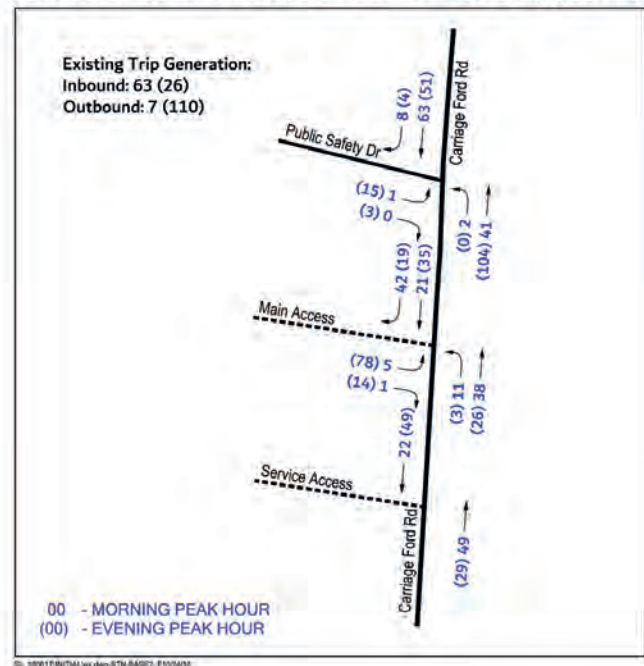 Existing Trip Generation:
Inbound: 63 (26)
Outbound: 7 (110)
Carriage Ford Rd
8 (4)
63 (51)
Public Safety Dr
(15) 1
(3) 0
(0) 2
(104) 41
42 (19)
21 (35)
Main Access
(78) 5
(14) 1
(3) 11
(26) 38
22 (49)
Service Access
Carriage Ford Rd
(29) 49
00 - MORNING PEAK HOUR
(00) - EVENING PEAK HOUR